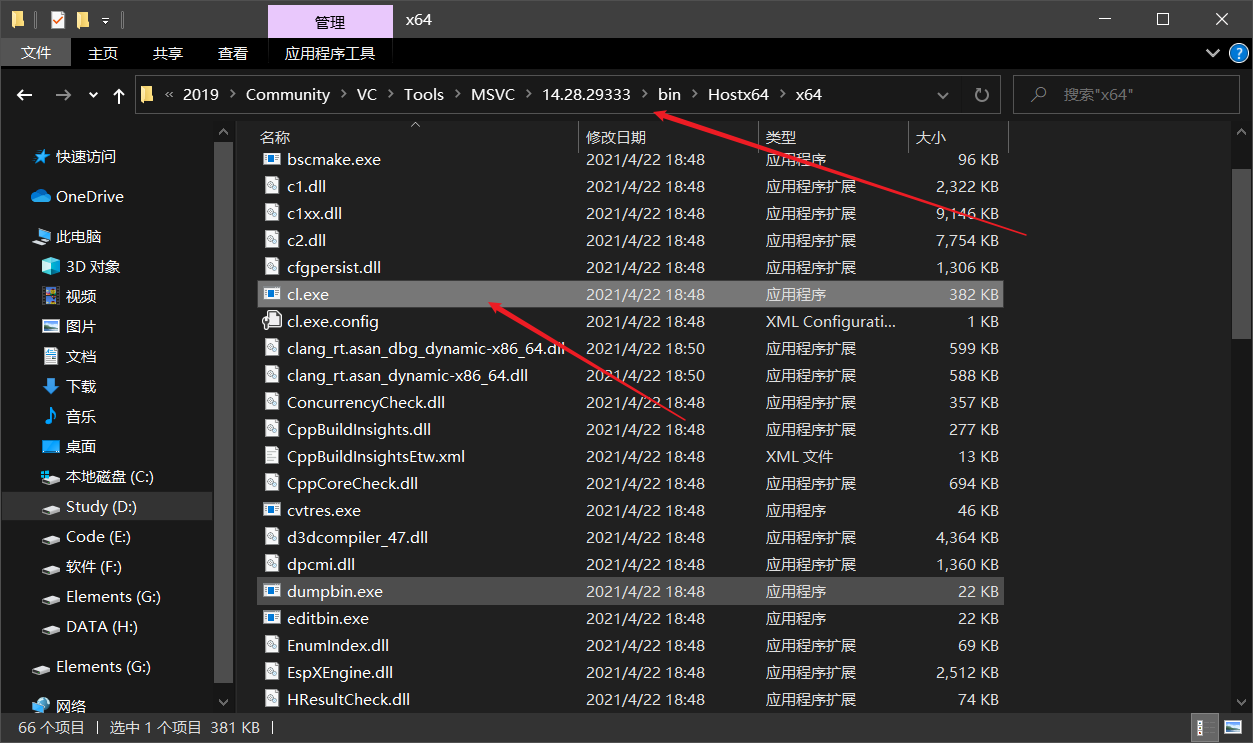 管理 x64
文件 主页 共享 查看 应用程序工具
« 2019 > Community > VC > Tools > MSVC > 14.28.29333 > bin > Hostx64 > x64 搜索"x64"
快速访问
OneDrive
此电脑
3D 对象
视频
图片
文档
下载
音乐
桌面
本地磁盘 (C:)
Study (D:)
Code (E:)
软件 (F:)
Elements (G:)
DATA (H:)
Elements (G:)
网络
名称 修改日期 类型 大小
bscmake.exe 2021/4/22 18:48 应用程序 96 KB
c1.dll 2021/4/22 18:48 应用程序扩展 2,322 KB
c1xx.dll 2021/4/22 18:48 应用程序扩展 9,146 KB
c2.dll 2021/4/22 18:48 应用程序扩展 7,754 KB
cfgpersist.dll 2021/4/22 18:48 应用程序扩展 1,306 KB
cl.exe 2021/4/22 18:48 应用程序 382 KB
cl.exe.config 2021/4/22 18:48 XML Configurati... 1 KB
clang_rt.asan_dbg_dynamic-x86_64.dll 2021/4/22 18:50 应用程序扩展 599 KB
clang_rt.asan_dynamic-x86_64.dll 2021/4/22 18:50 应用程序扩展 588 KB
ConcurrencyCheck.dll 2021/4/22 18:48 应用程序扩展 357 KB
CppBuildInsights.dll 2021/4/22 18:48 应用程序扩展 277 KB
CppBuildInsightsEtw.xml 2021/4/22 18:48 XML 文件 13 KB
CppCoreCheck.dll 2021/4/22 18:48 应用程序扩展 694 KB
cvtres.exe 2021/4/22 18:48 应用程序 46 KB
d3dcompiler_47.dll 2021/4/22 18:48 应用程序扩展 4,364 KB
dpcmi.dll 2021/4/22 18:48 应用程序扩展 1,360 KB
dumpbin.exe 2021/4/22 18:48 应用程序 22 KB
editbin.exe 2021/4/22 18:48 应用程序 22 KB
EnumIndex.dll 2021/4/22 18:48 应用程序扩展 69 KB
EspXEngine.dll 2021/4/22 18:48 应用程序扩展 2,512 KB
HResultCheck.dll 2021/4/22 18:48 应用程序扩展 74 KB
66 个项目 选中 1 个项目 381 KB